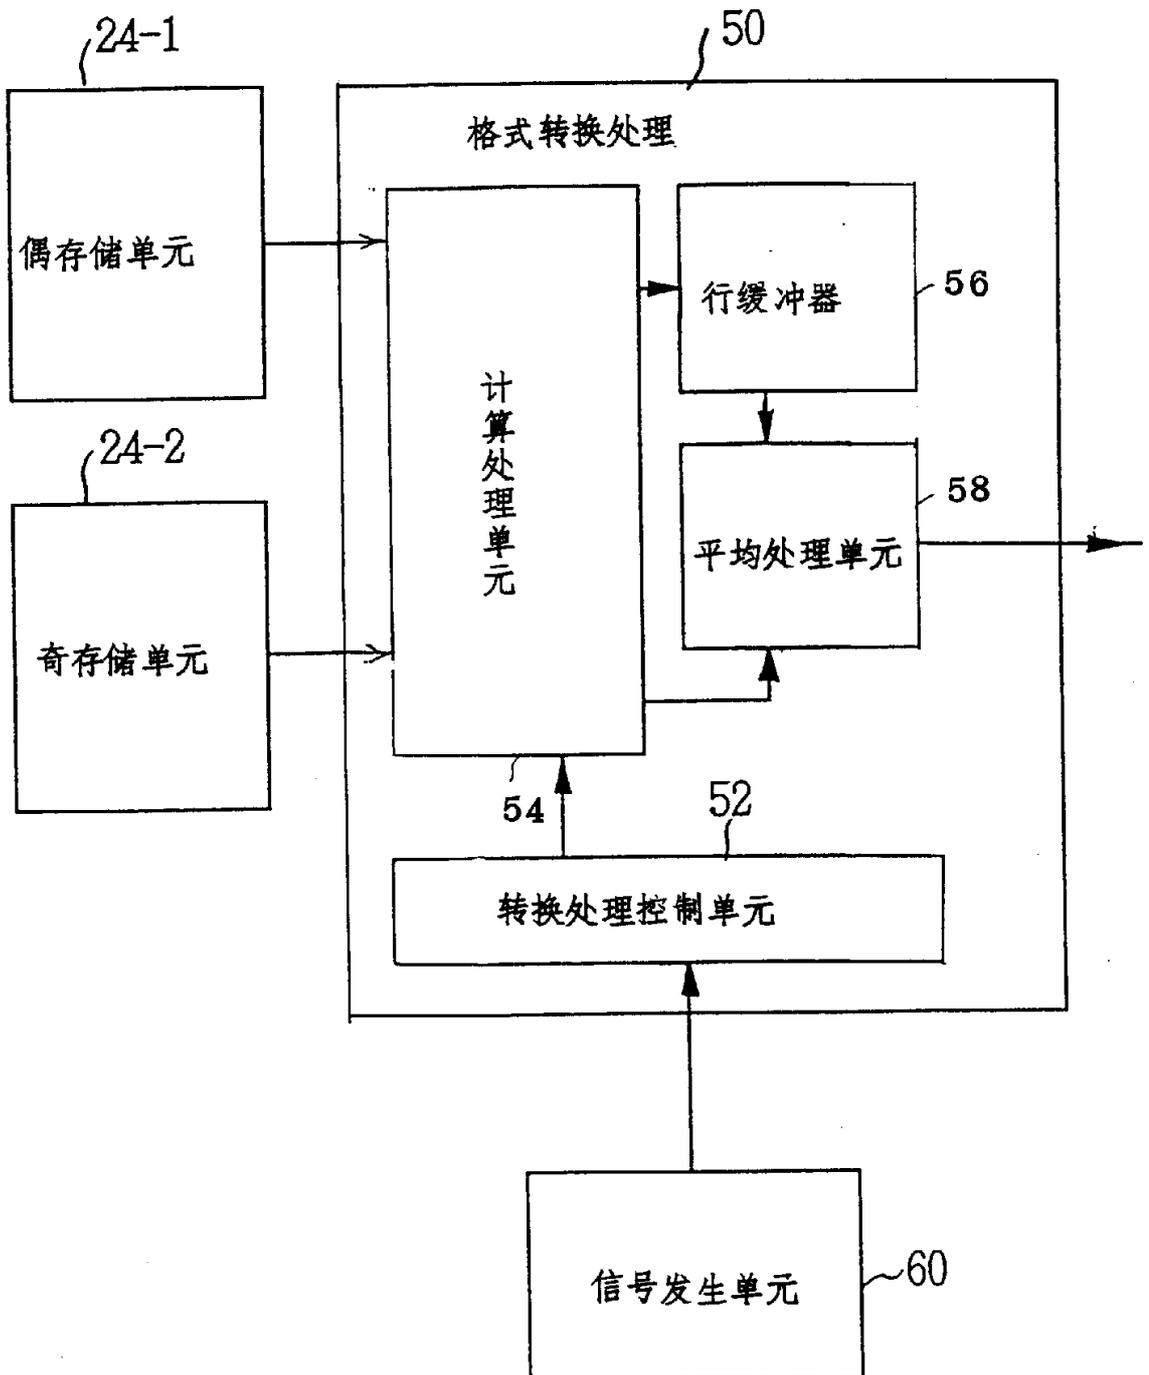 24-1
50
格式转换处理
偶存储单元
行缓冲器
56
计算处理单元
24-2
58
平均处理单元
奇存储单元
54
52
转换处理控制单元
信号发生单元
60